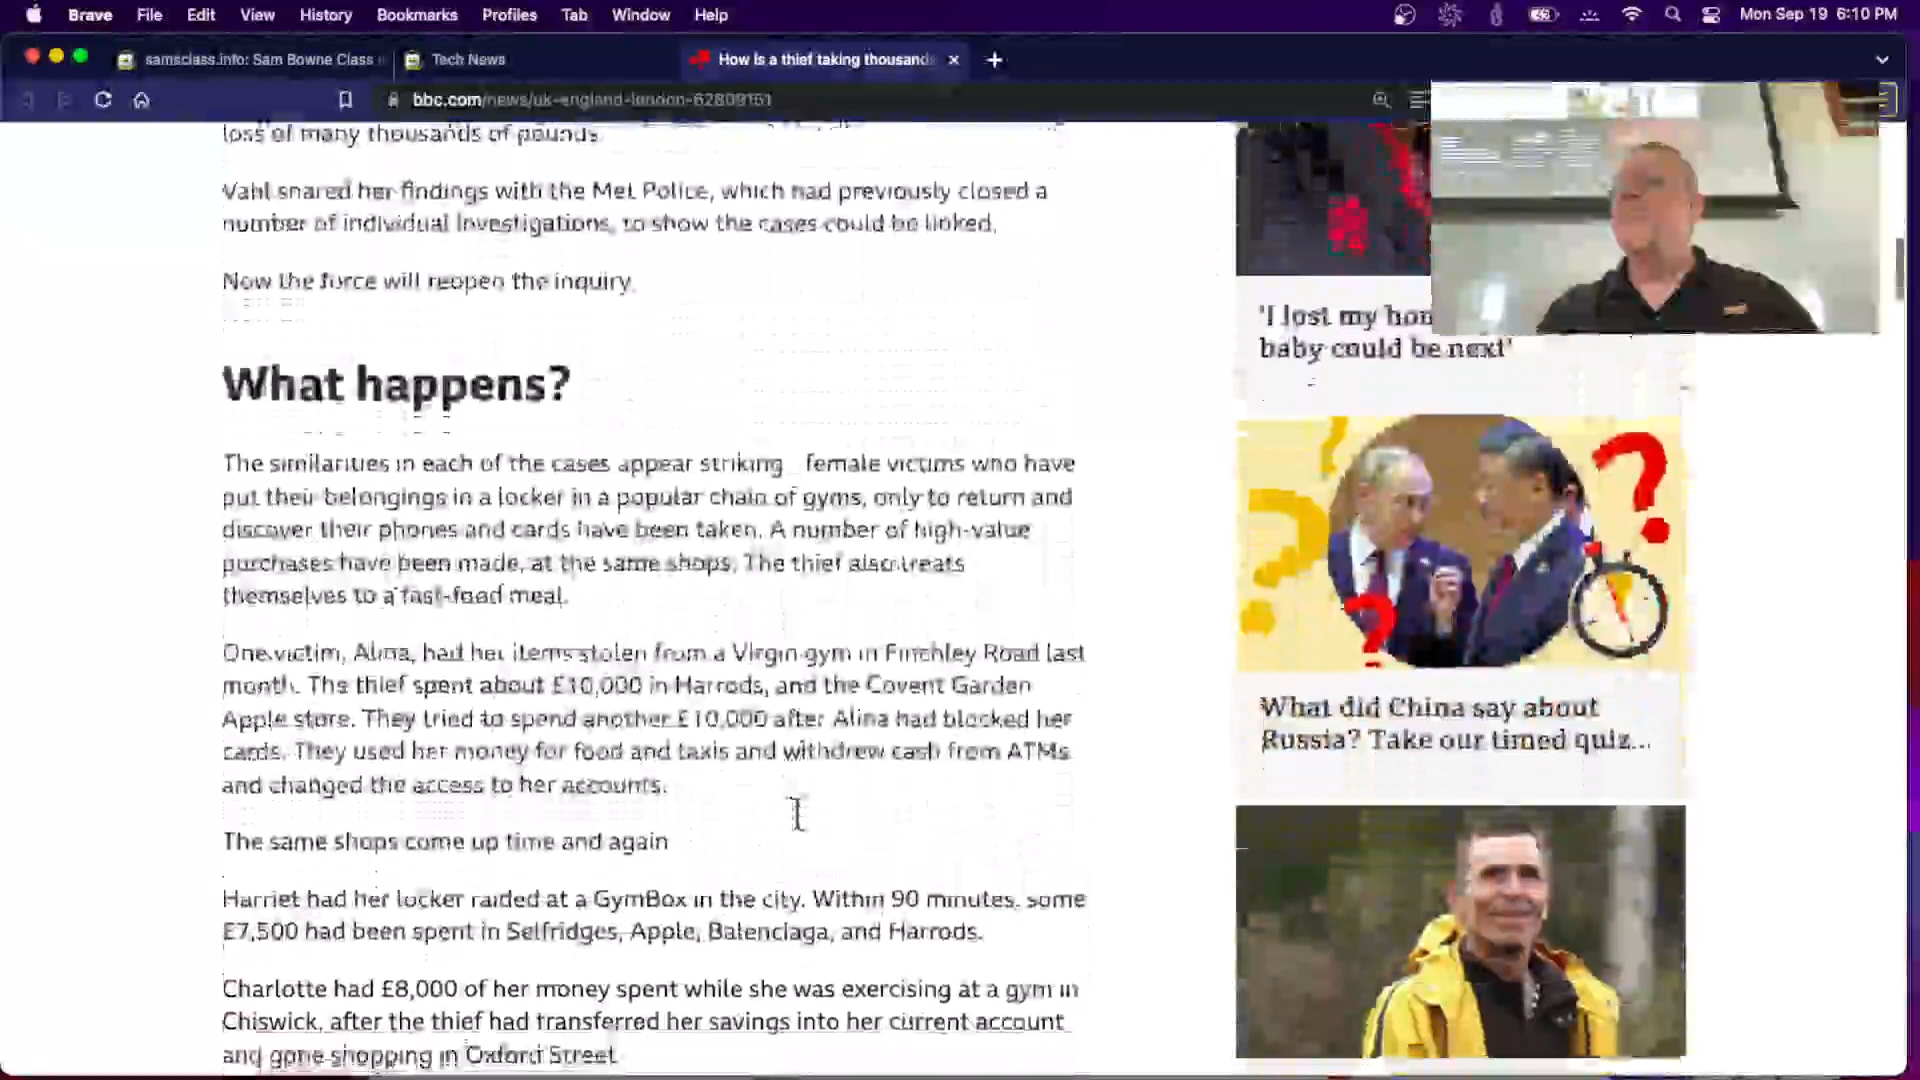 Brave File Edit View History Bookmarks Profiles Tab Window Help Mon Sep 19 6:10 PM
samsclass.info: Sam Bowne Class Tech News How is a thief taking thousands
bbc.com/news/uk-england-london-62809151
loss of many thousands of pounds.
Vahl shared her findings with the Met Police, which had previously closed a
number of individual investigations, to show the cases could be linked.
Now the force will reopen the inquiry.
What happens?
The similarities in each of the cases appear striking female victims who have
put their belongings in a locker in a popular chain of gyms, only to return and
discover their phones and cards have been taken. A number of high-value
purchases have been made, at the same shops. The thief also treats
themselves to a fast-food meal.
One victim, Alina, had her items stolen from a Virgin gym in Finchley Road last
month. The thief spent about £10,000 in Harrods, and the Covent Garden
Apple store. They tried to spend another £10,000 after Alina had blocked her
cards. They used her money for food and taxis and withdrew cash from ATMs
and changed the access to her accounts.
The same shops come up time and again
Harriet had her locker raided at a GymBox in the city. Within 90 minutes, some
£7,500 had been spent in Selfridges, Apple, Balenciaga, and Harrods.
Charlotte had £8,000 of her money spent while she was exercising at a gym in
Chiswick, after the thief had transferred her savings into her current account
and gone shopping in Oxford Street
'I lost my
baby could be next'
What did China say about
Russia? Take our timed quiz...